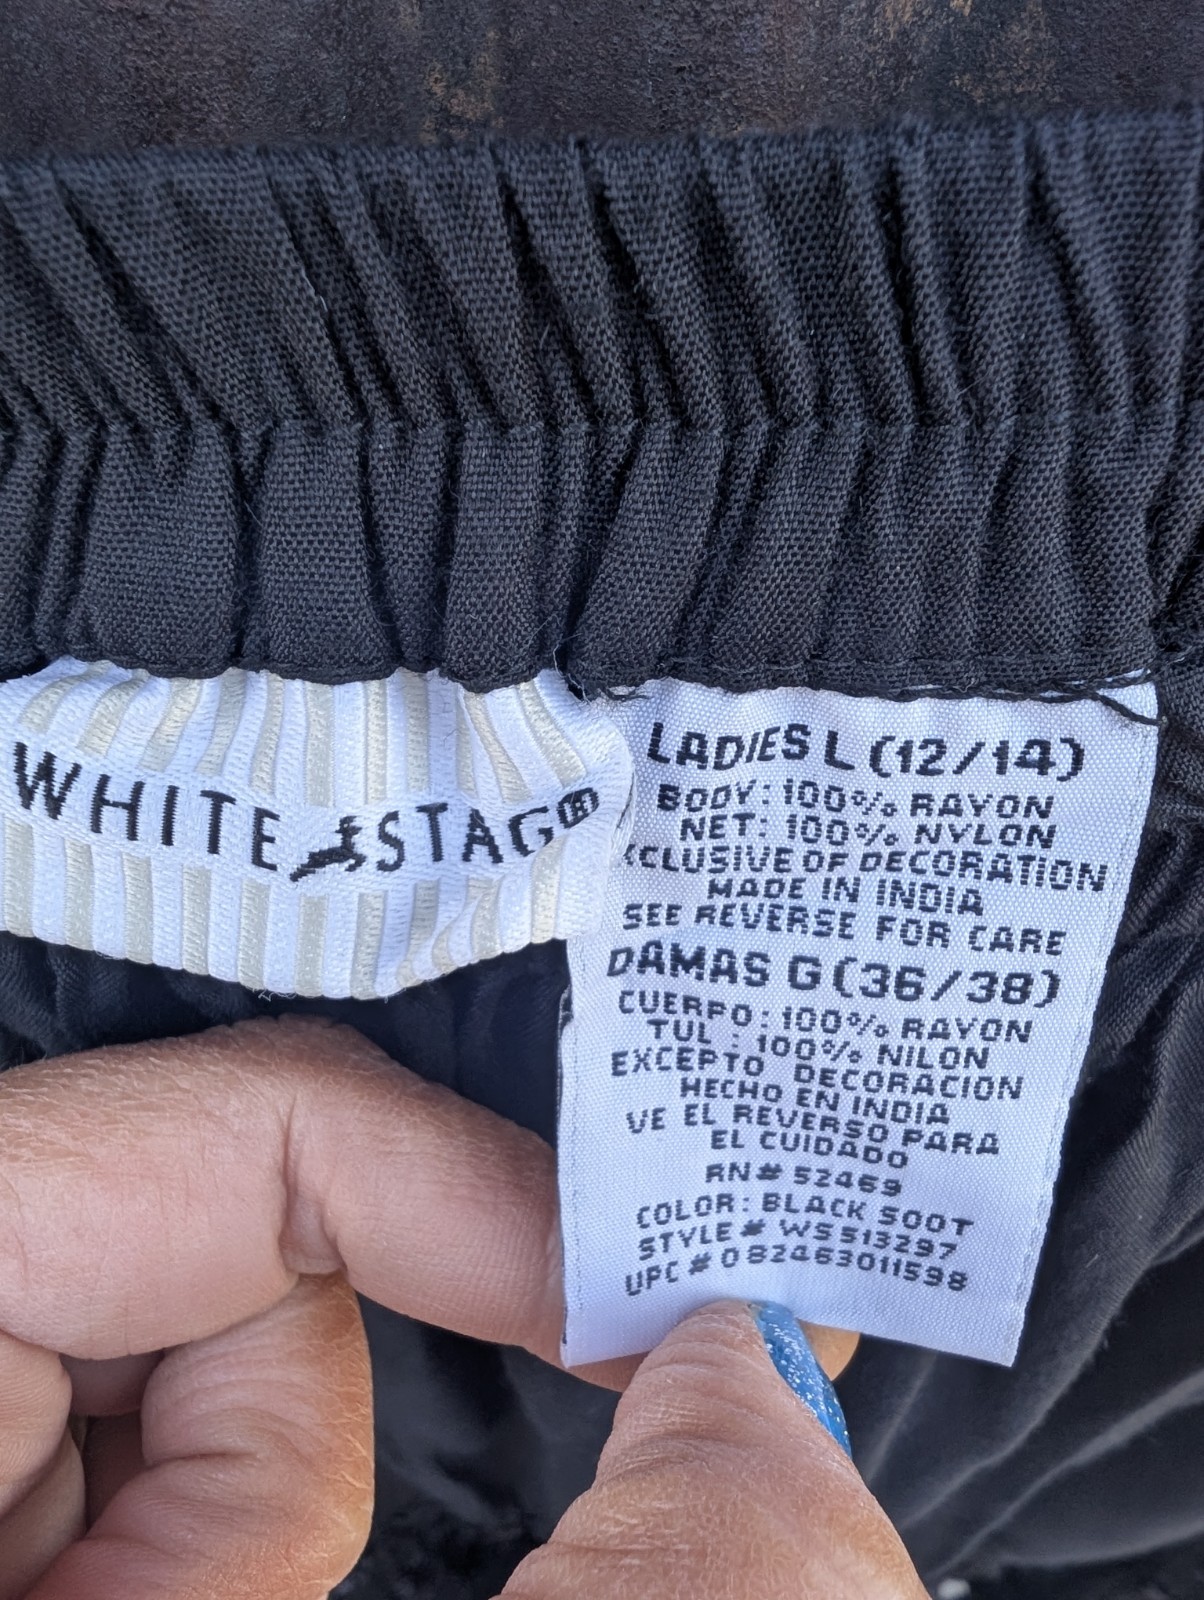 WHITE STAG®
LADIES L (12/14)
BODY: 100% RAYON
NET: 100% NYLON
XCLUSIVE OF DECORATION
MADE IN INDIA
SEE REVERSE FOR CARE
DAMAS G (36/38)
CUERPO: 100% RAYON
TUL : 100% NILON
EXCEPTO DECORACION
HECHO EN INDIA
VE EL REVERSO PARA
EL CUIDADO
RN# 52469
COLOR: BLACK SOOT
STYLE # WS513297
UPC # 082463011598